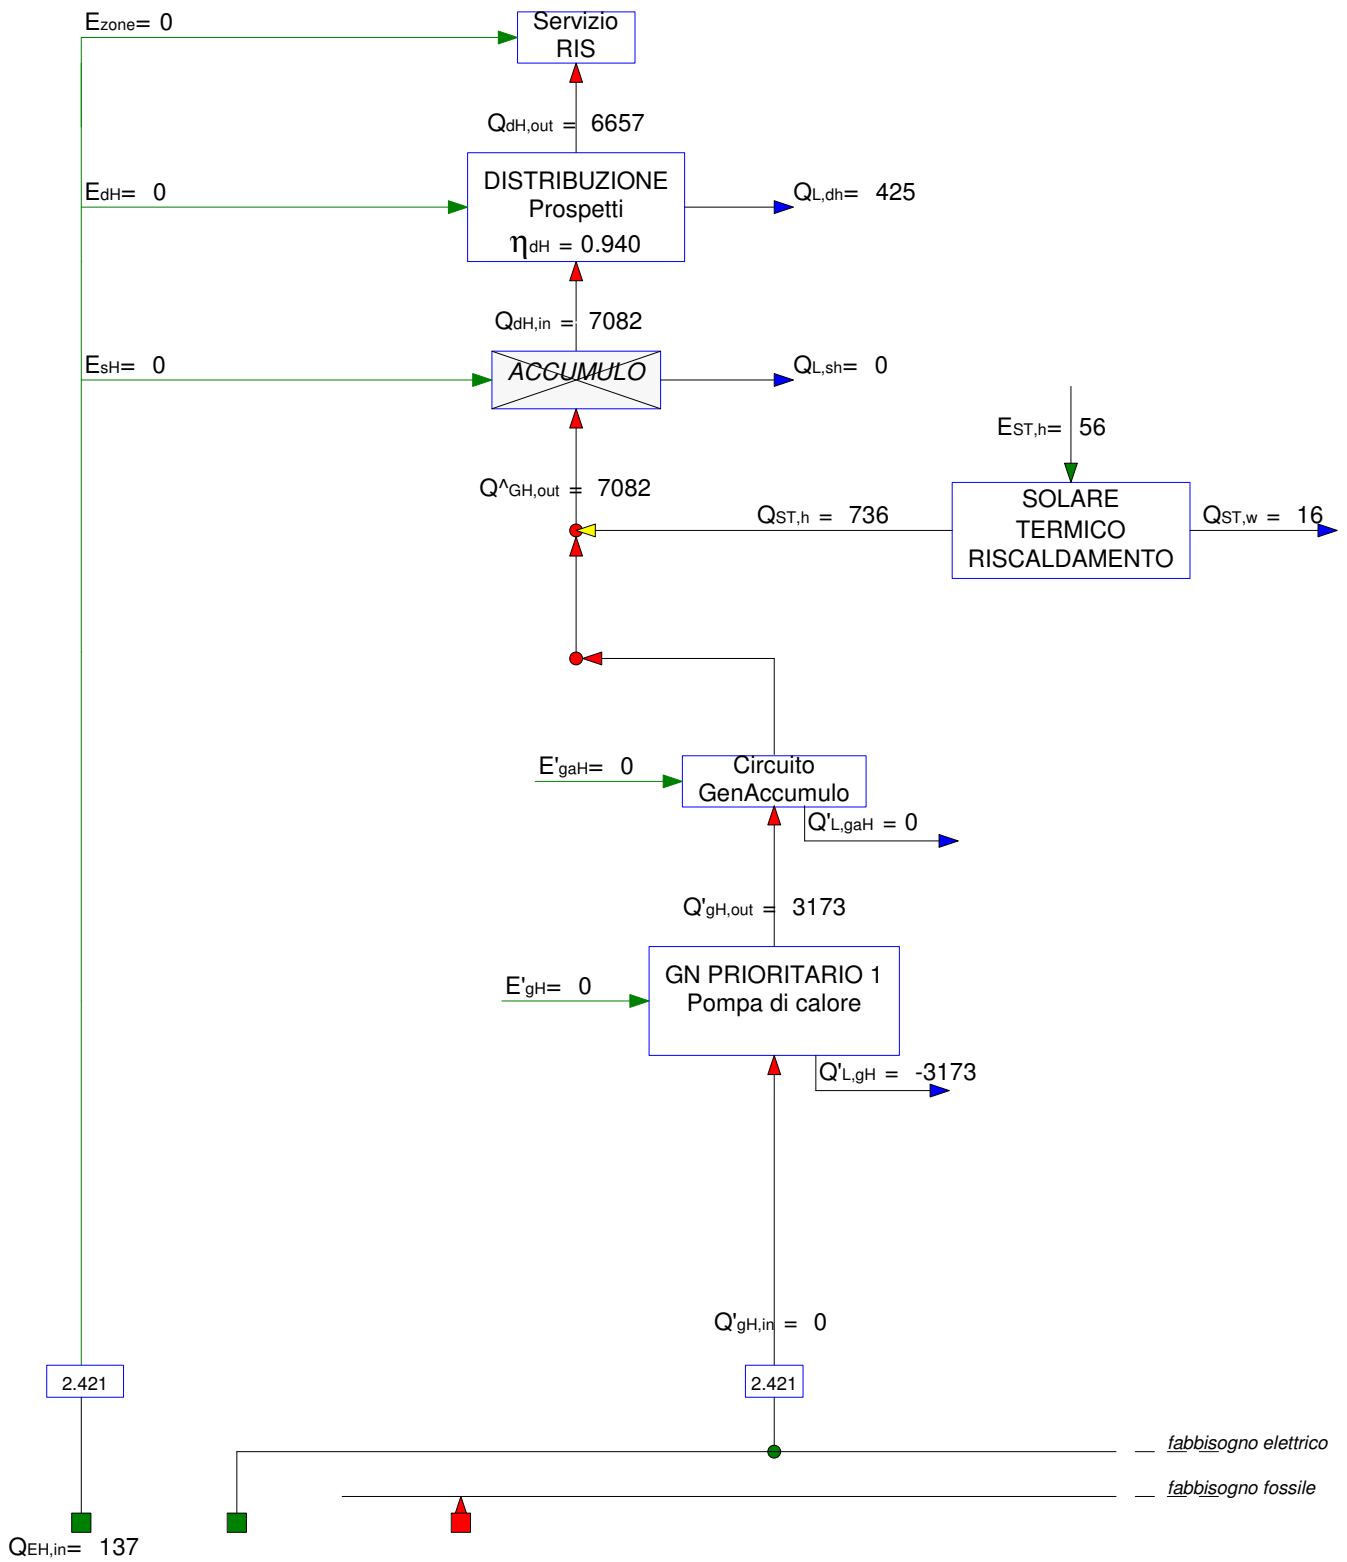 Ezone= 0
Servizio
RIS
QdH,out = 6657
DISTRIBUZIONE
Prospetti
ηdH = 0.940
EdH= 0
QL,dh= 425
QdH,in = 7082
EsH= 0
ACCUMULO
QL,sh= 0
EST,h= 56
Q^GH,out = 7082
QST,h = 736
SOLARE
TERMICO
RISCALDAMENTO
QST,w = 16
E'gaH= 0
Circuito
GenAccumulo
Q'L,gaH = 0
Q'gH,out = 3173
GN PRIORITARIO 1
Pompa di calore
E'gH= 0
Q'L,gH = -3173
Q'gH,in = 0
2.421
2.421
fabbisogno elettrico
fabbisogno fossile
QEH,in= 137